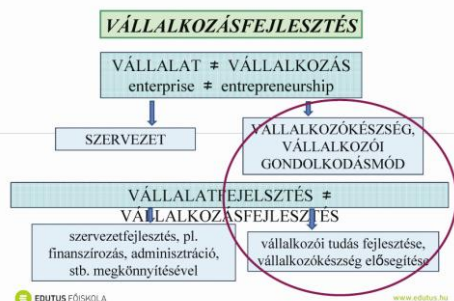 VÁLLALKOZÁSFEJLESZTÉS
VÁLLALAT ≠ VÁLLALKOZÁS
enterprise ≠ entrepreneurship
SZERVEZET
VÁLLALKOZÓKÉSZSÉG,
VÁLLALKOZÓI
GONDOLKODÁSMÓD
VÁLLALATFEJELSZTÉS ≠
VÁLLALKOZÁSFEJLESZTÉS
szervezetfejlesztés, pl.
finanszírozás, adminisztráció,
stb. megkönnyítésével
vállalkozói tudás fejlesztése,
vállalkozókészség elősegítése
EDUTUS FŐISKOLA
www.edutus.hu